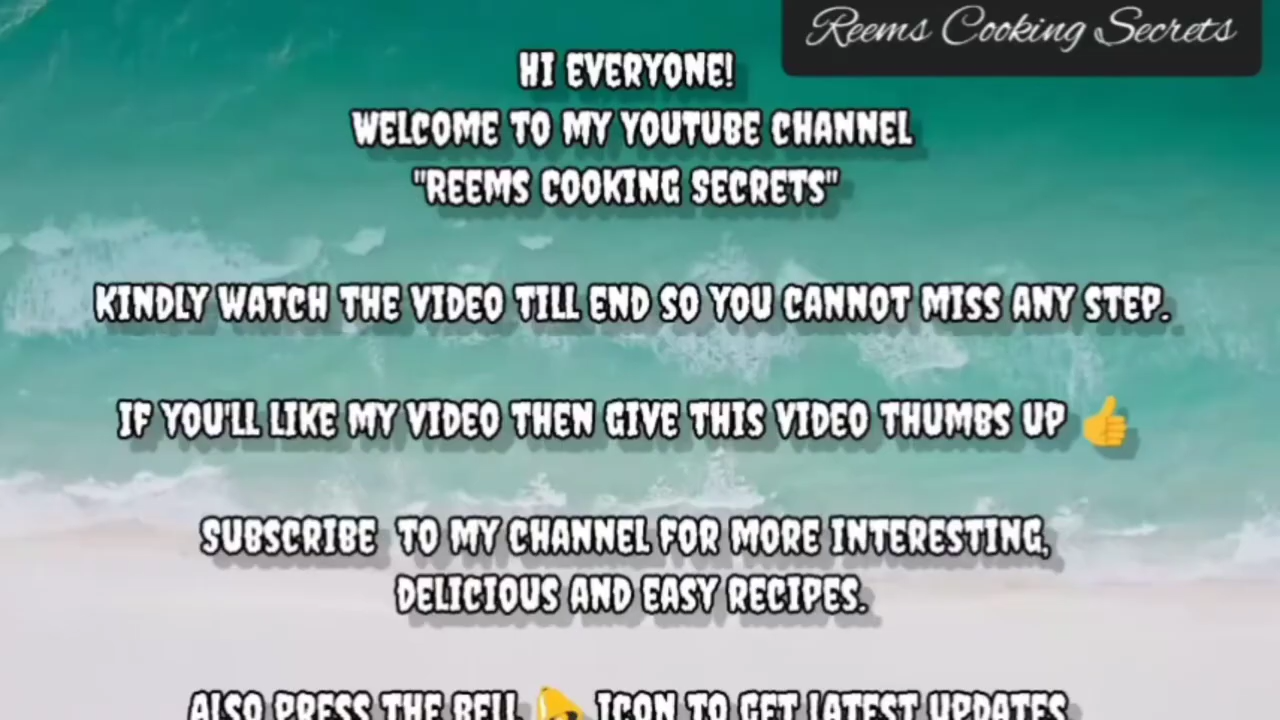 Reems Cooking Secrets
HI EVERYONE!
WELCOME TO MY YOUTUBE CHANNEL
"REEMS COOKING SECRETS"
KINDLY WATCH THE VIDEO TILL END SO YOU CANNOT MISS ANY STEP.
IF YOU'LL LIKE MY VIDEO THEN GIVE THIS VIDEO THUMBS UP 👍
SUBSCRIBE TO MY CHANNEL FOR MORE INTERESTING,
DELICIOUS AND EASY RECIPES.
ALSO PRESS THE BELL 🔔 ICON TO GET LATEST UPDATES